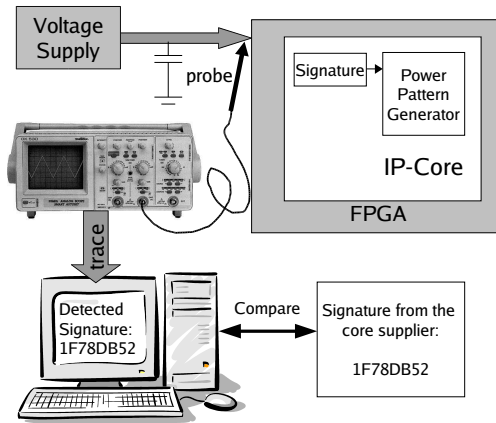 Voltage
Supply
probe
Signature
Power
Pattern
Generator
IP-Core
FPGA
trace
Detected
Signature:
1F78DB52
Compare
Signature from the
core supplier:
1F78DB52